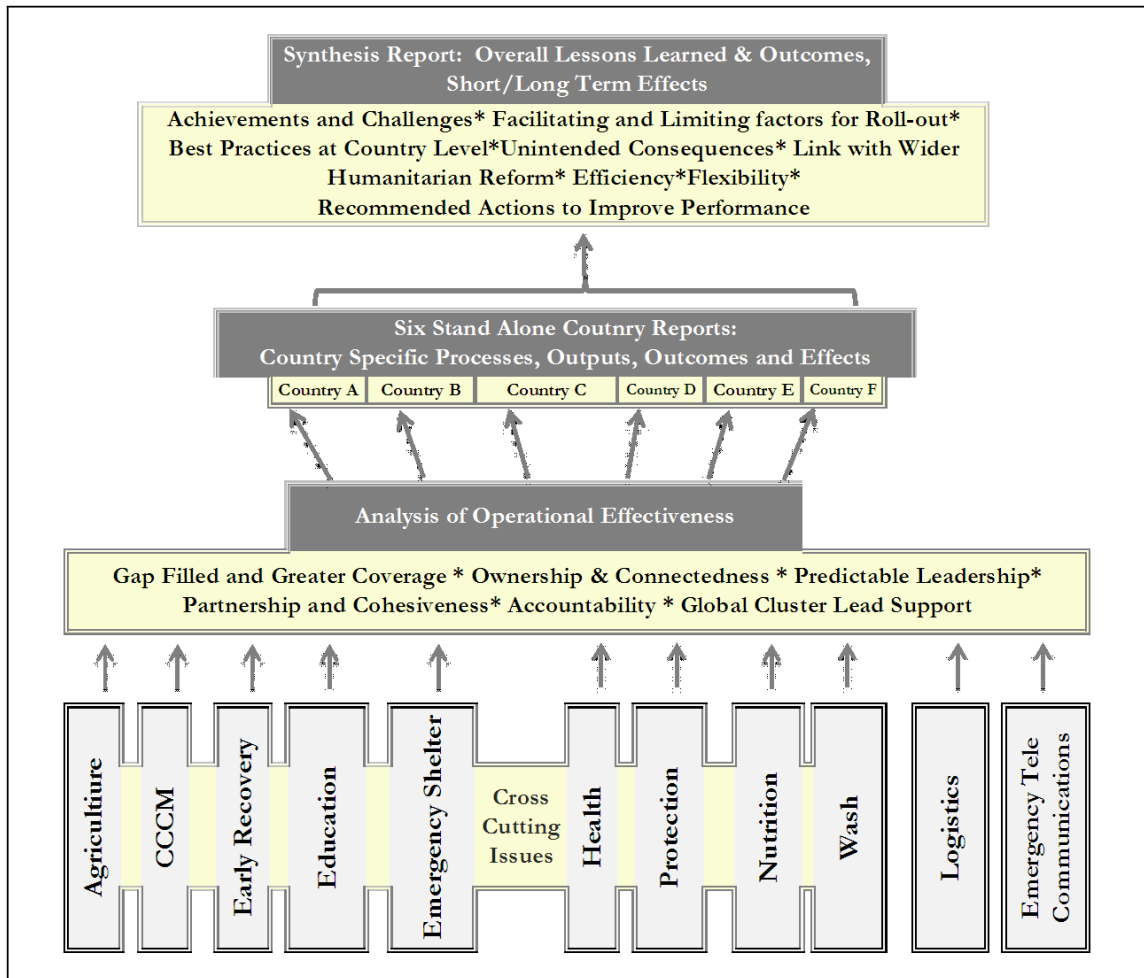 Synthesis Report: Overall Lessons Learned & Outcomes,
Short/Long Term Effects
Achievements and Challenges* Facilitating and Limiting factors for Roll-out*
Best Practices at Country Level*Unintended Consequences* Link with Wider
Humanitarian Reform* Efficiency*Flexibility*
Recommended Actions to Improve Performance
Six Stand Alone Coutnry Reports:
Country Specific Processes, Outputs, Outcomes and Effects
Country A
Country B
Country C
Country D
Country E
Country F
Analysis of Operational Effectiveness
Gap Filled and Greater Coverage * Ownership & Connectedness * Predictable Leadership*
Partnership and Cohesiveness* Accountability * Global Cluster Lead Support
Agricultiure
CCCM
Early Recovery
Education
Emergency Shelter
Cross
Cutting
Issues
Health
Protection
Nutrition
Wash
Logistics
Emergency Tele
Communications